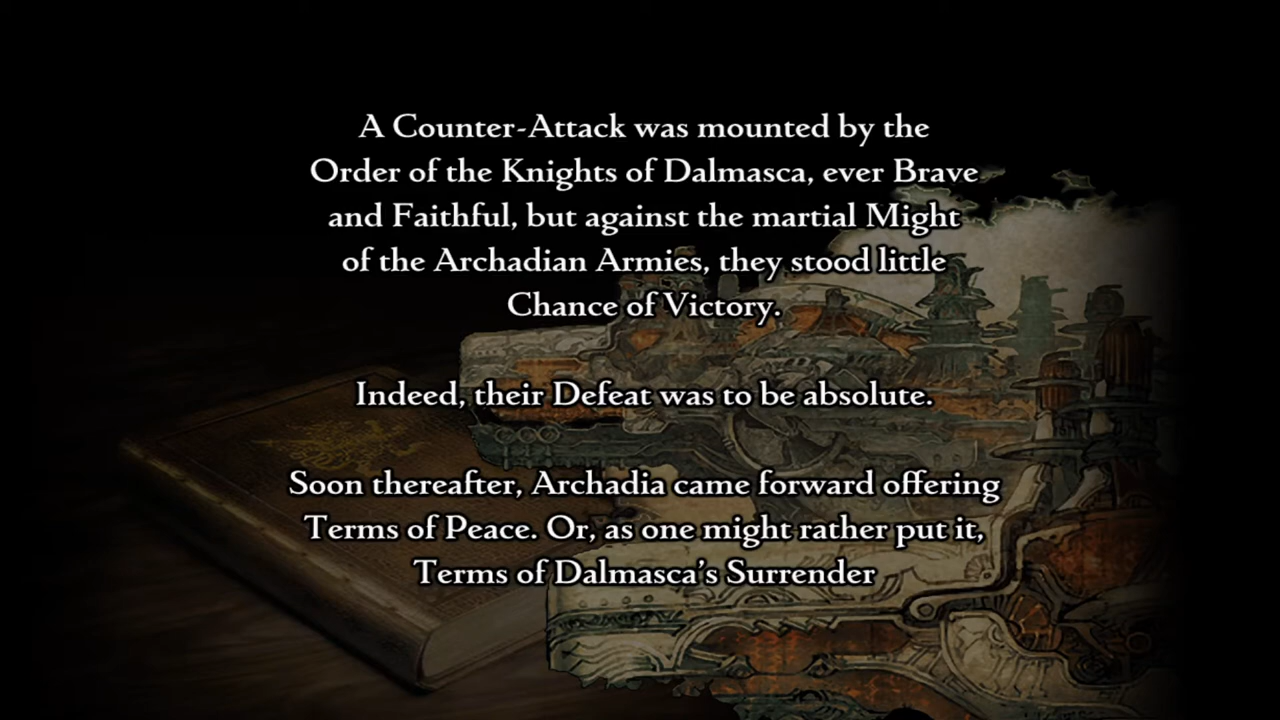 A Counter-Attack was mounted by the
Order of the Knights of Dalmasca, ever Brave
and Faithful, but against the martial Might
of the Archadian Armies, they stood little
Chance of Victory.
Indeed, their Defeat was to be absolute.
Soon thereafter, Archadia came forward offering
Terms of Peace. Or, as one might rather put it,
Terms of Dalmasca's Surrender